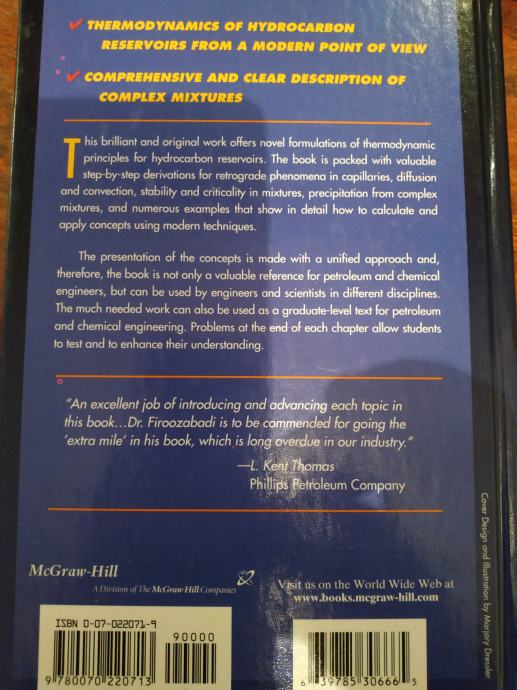 ✔ THERMODYNAMICS OF HYDROCARBON
RESERVOIRS FROM A MODERN POINT OF VIEW
✔ COMPREHENSIVE AND CLEAR DESCRIPTION OF
COMPLEX MIXTURES
This brilliant and original work offers novel formulations of thermodynamic
principles for hydrocarbon reservoirs. The book is packed with valuable
step-by-step derivations for retrograde phenomena in capillaries, diffusion
and convection, stability and criticality in mixtures, precipitation from complex
mixtures, and numerous examples that show in detail how to calculate and
apply concepts using modern techniques.
The presentation of the concepts is made with a unified approach and,
therefore, the book is not only a valuable reference for petroleum and chemical
engineers, but can be used by engineers and scientists in different disciplines.
The much needed work can also be used as a graduate-level text for petroleum
and chemical engineering. Problems at the end of each chapter allow students
to test and to enhance their understanding.
"An excellent job of introducing and advancing each topic in
this book...Dr. Firoozabadi is to be commended for going the
'extra mile' in his book, which is long overdue in our industry."
—L. Kent Thomas
Phillips Petroleum Company
Cover Design and Illustration by Marjory Dressler
McGraw-Hill
A Division of The McGraw-Hill Companies
Visit us on the World Wide Web at
www.books.mcgraw-hill.com
ISBN 0-07-022071-9
90000
9 780070 220713
6 39785 30666 5